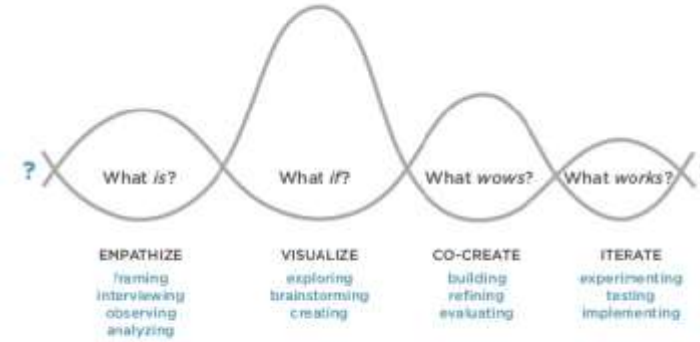 ?
What is?
What if?
What wows?
What works?
EMPATHIZE
framing
interviewing
observing
analyzing
VISUALIZE
exploring
brainstorming
creating
CO-CREATE
building
refining
evaluating
ITERATE
experimenting
testing
implementing